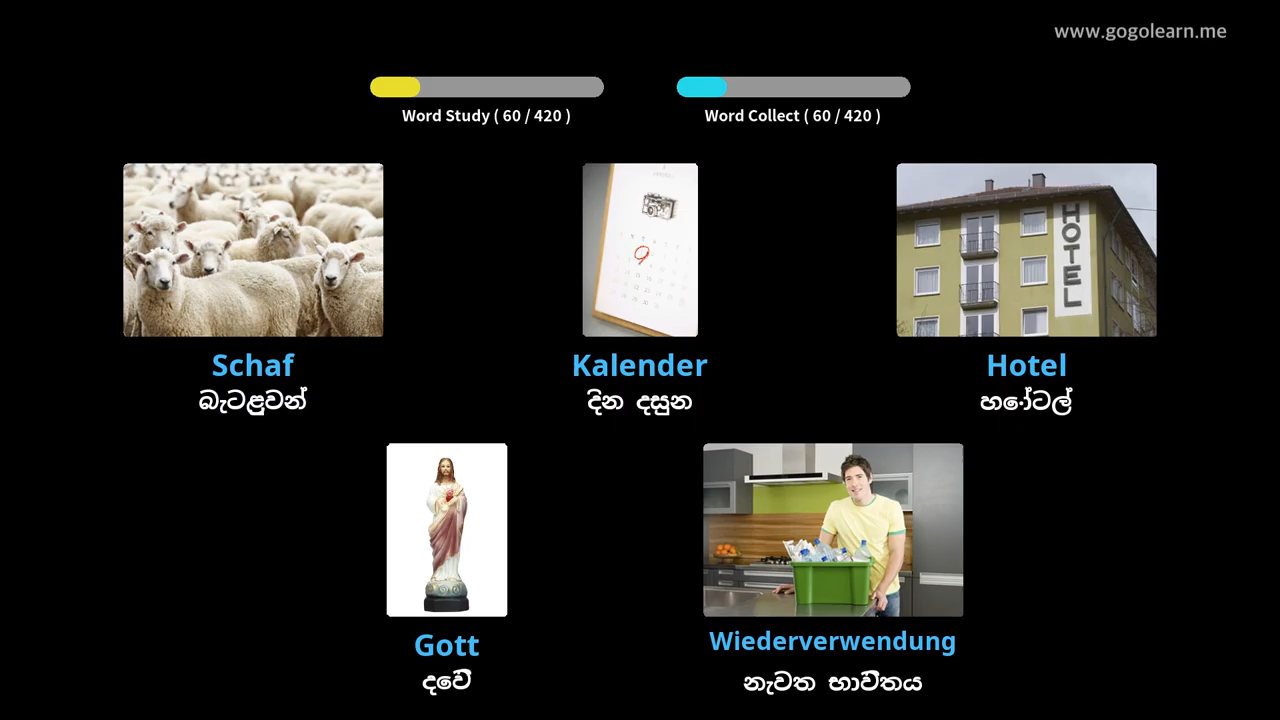 www.gogolearn.me
Word Study ( 60 / 420 )
Word Collect ( 60 / 420 )
HOTEL
Schaf
බැටළුවන්
Kalender
දින දසුන
Hotel
හෝටල්
Gott
දෙවි
Wiederverwendung
නැවත භාවිතය